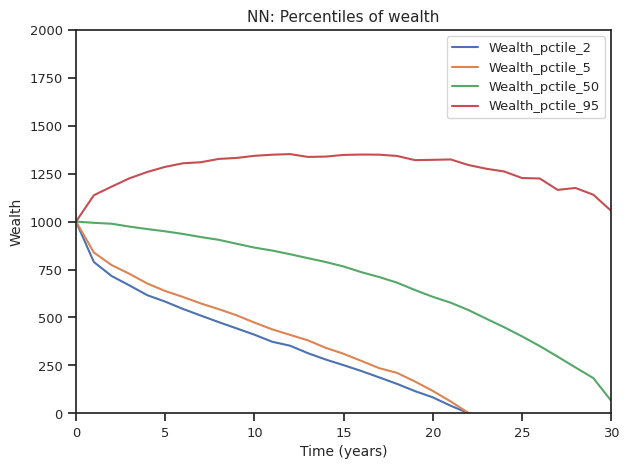 NN: Percentiles of wealth
2000
1750
1500
1250
1000
750
500
250
0
Wealth
Wealth_pctile_2
Wealth_pctile_5
Wealth_pctile_50
Wealth_pctile_95
0 5 10 15 20 25 30
Time (years)